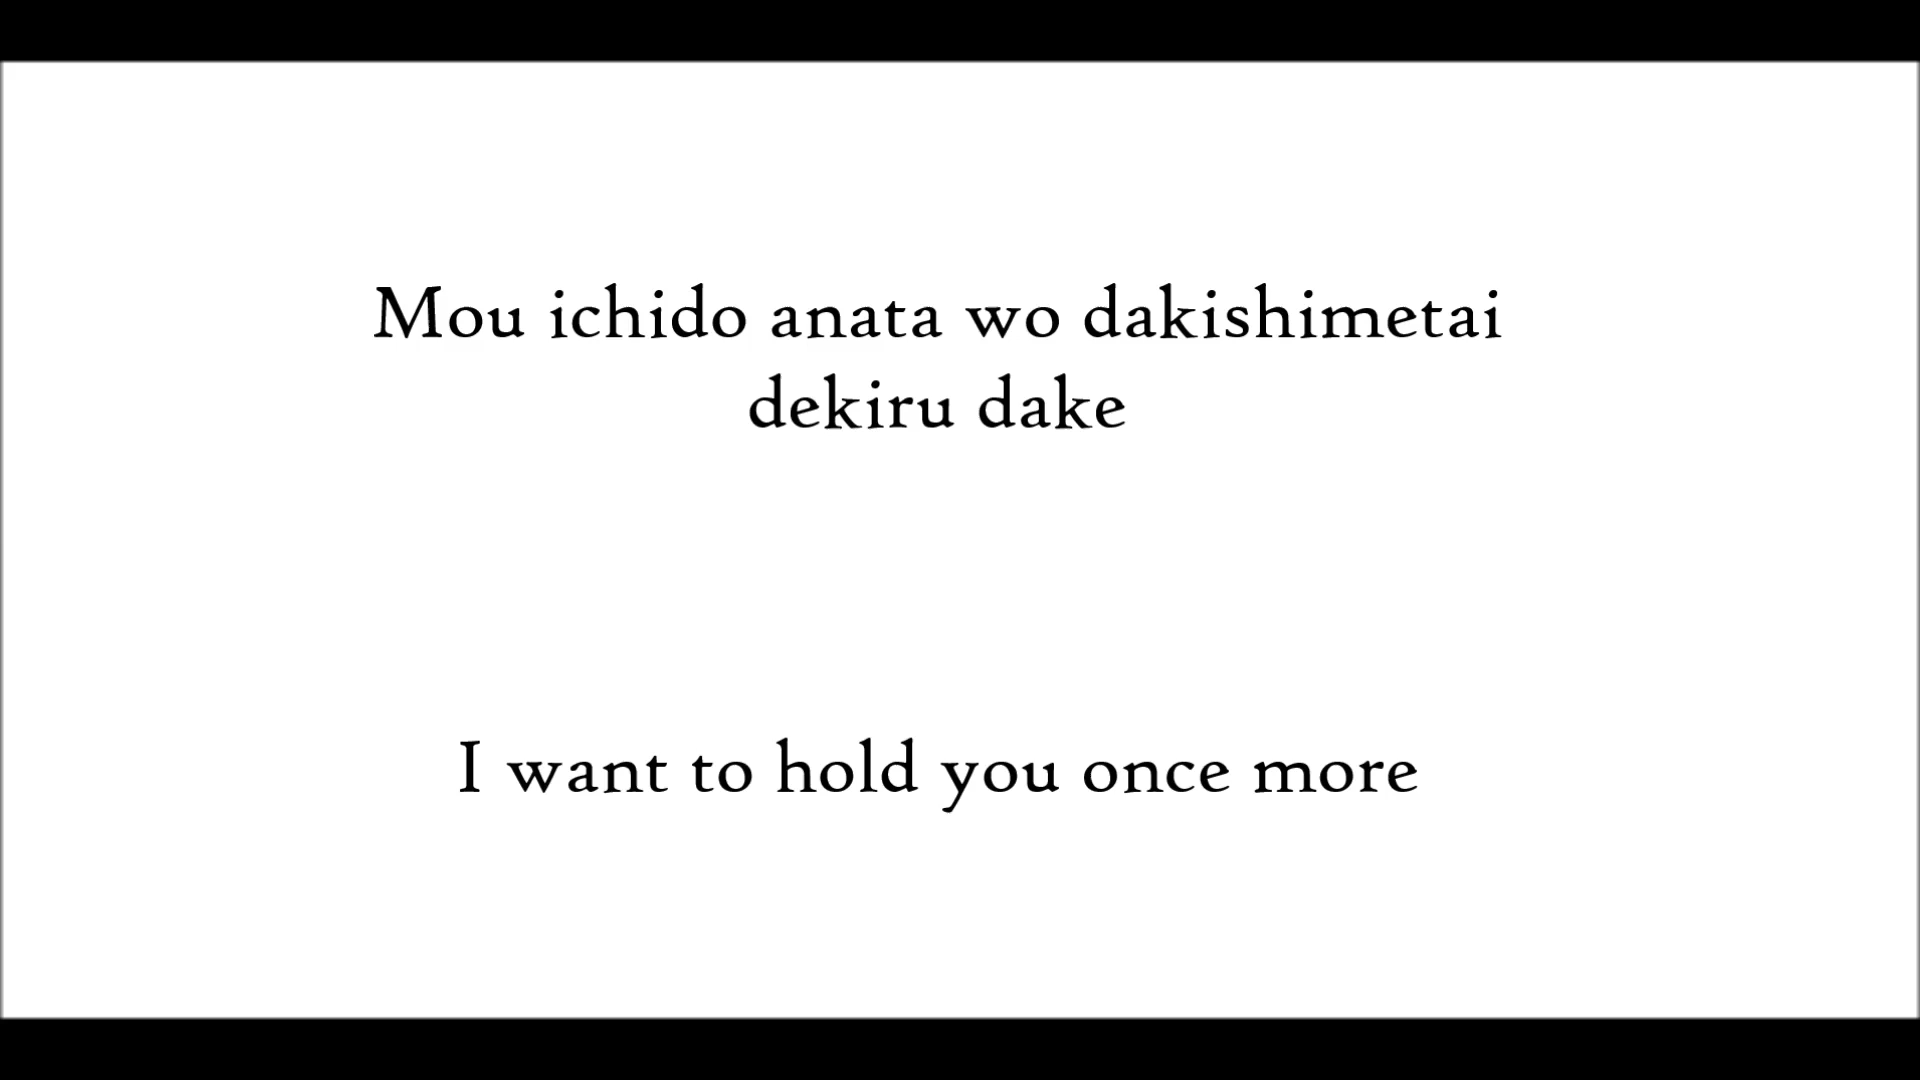 Mou ichido anata wo dakishimetai
dekiru dake
I want to hold you once more